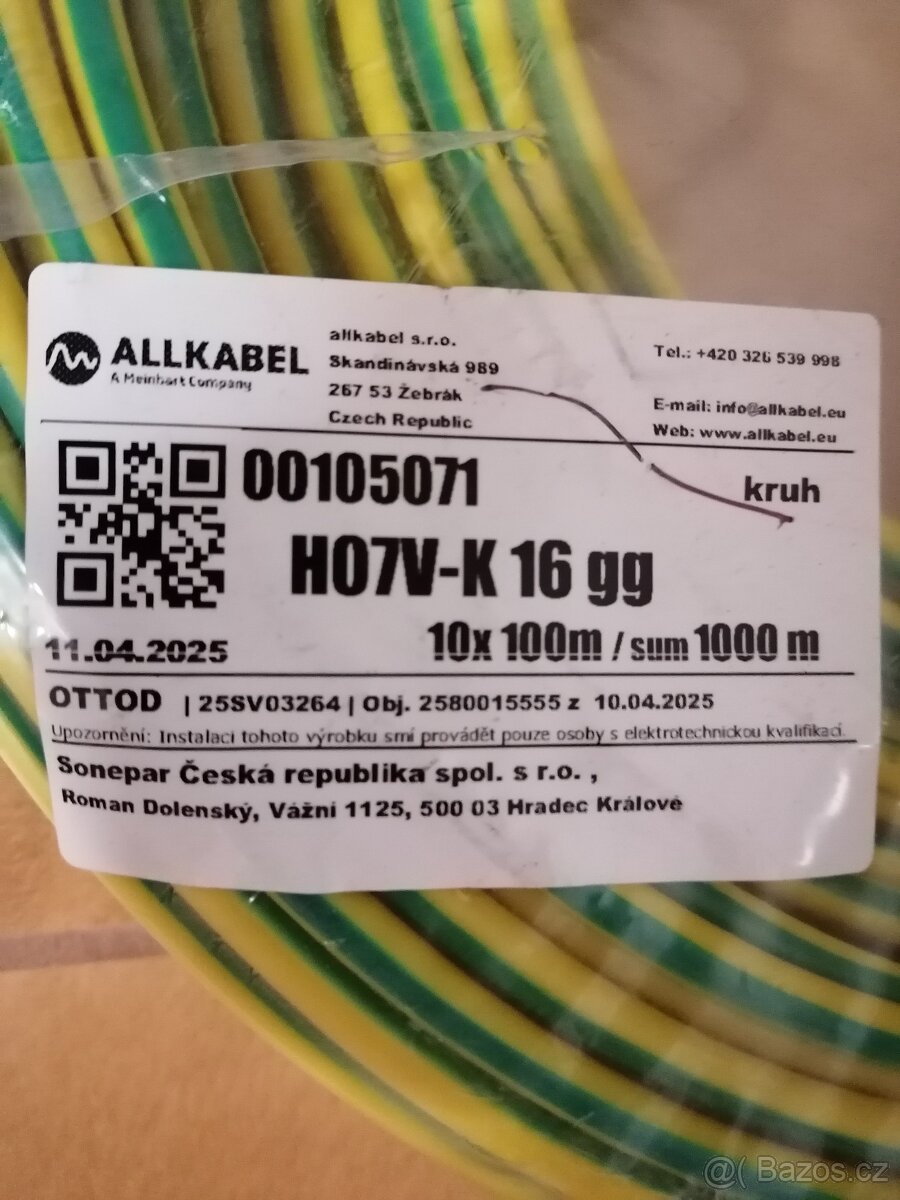 ALLKABEL
A Meinhart Company
allkabel s.r.o.
Skandinávská 989
267 53 Žebrák
Czech Republic
Tel.: +420 326 539 998
E-mail: info@allkabel.eu
Web: www.allkabel.eu
00105071
kruh
H07V-K 16 gg
11.04.2025
10x 100m / sum 1000 m
OTTOD | 25SV03264 | Obj. 2580015555 z 10.04.2025
Upozornění: Instalaci tohoto výrobku smí provádět pouze osoby s elektrotechnickou kvalifikací.
Sonepar Česká republika spol. s r.o. ,
Roman Dolenský, Vážní 1125, 500 03 Hradec Králové
@( Bazos.cz